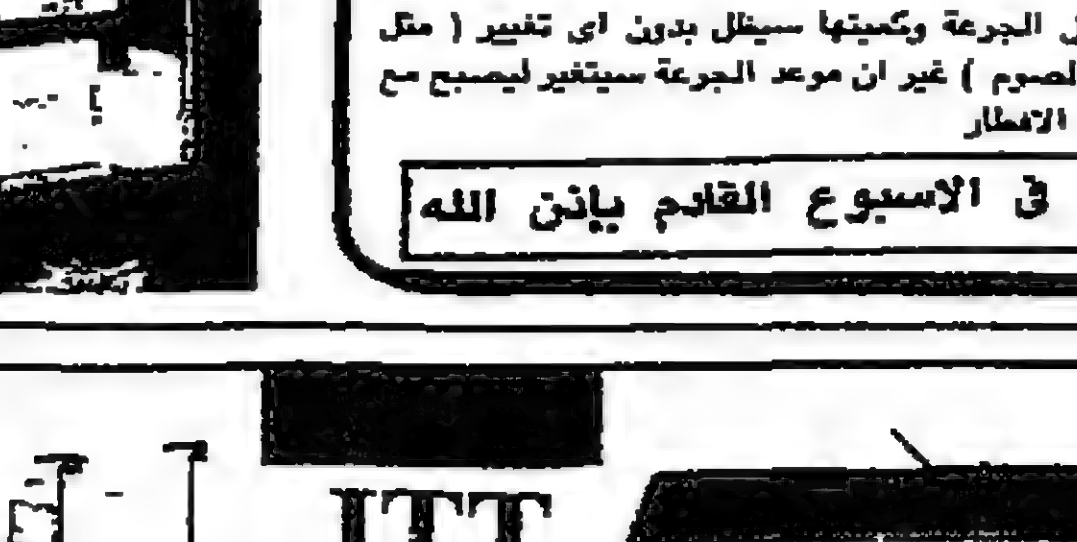 الجرعة وكميتها سيظل بدون اى تغيير ( مثل
الصوم ) غير ان موعد الجرعة سيتغير ليصبح مع
الافطار
فى الاسبوع القادم بإذن الله